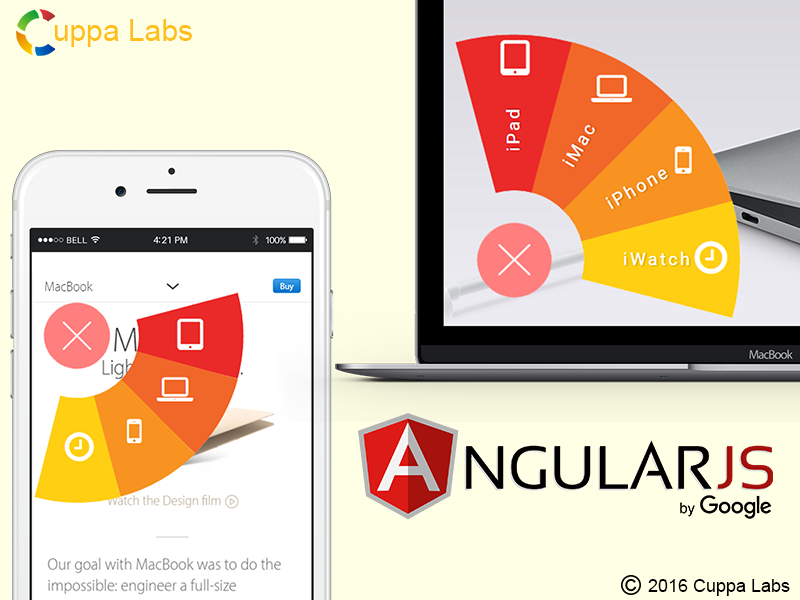 Cuppa Labs
iPad
iMac
iPhone
iWatch
MacBook
BELL
4:21 PM
100%
MacBook
Buy
M
Ligh
Watch the Design film
Our goal with MacBook was to do the
impossible: engineer a full-size
ANGULARJS
by Google
© 2016 Cuppa Labs